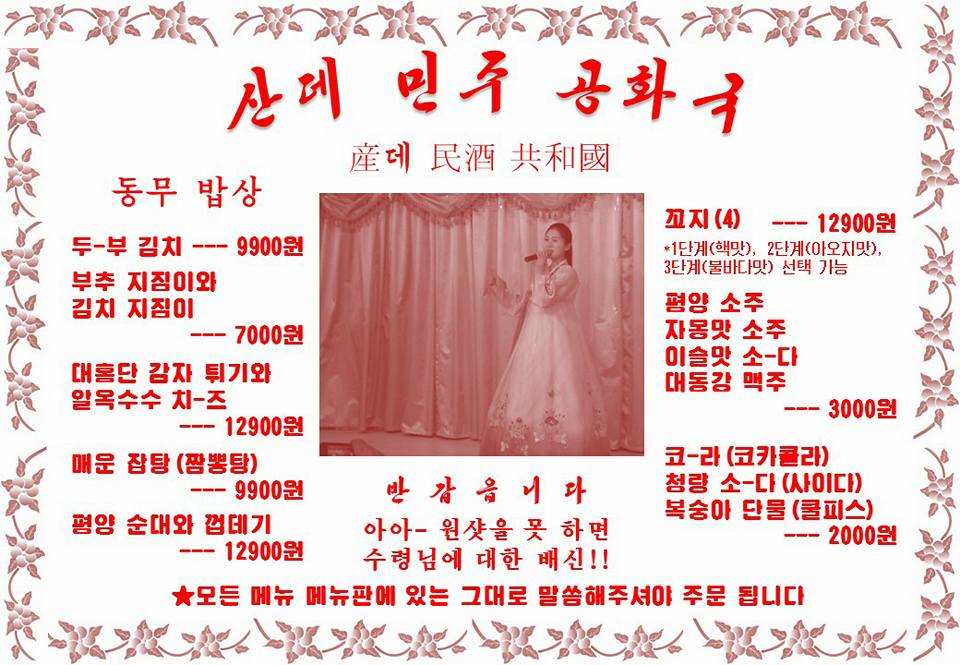 산데 민주 공화국
産데 民酒 共和國
동무 밥상
두-부 김치 --- 9900원
부추 지짐이와
김치 지짐이
--- 7000원
대홍단 감자 튀기와
알옥수수 치-즈
--- 12900원
매운 잡탕(짬뽕탕)
--- 9900원
평양 순대와 껍데기
--- 12900원
반 갑 읍 니 다
아아- 원샷을 못 하면
수령님에 대한 배신!!
꼬지(4) --- 12900원
*1단계(핵맛), 2단계(아오지맛),
3단계(불바다맛) 선택 가능
평양 소주
자몽맛 소주
이슬맛 소-다
대동강 맥주
--- 3000원
코-라(코카콜라)
청량 소-다(사이다)
복숭아 단물(쿨피스)
--- 2000원
★모든 메뉴 메뉴판에 있는 그대로 말씀해주셔야 주문 됩니다